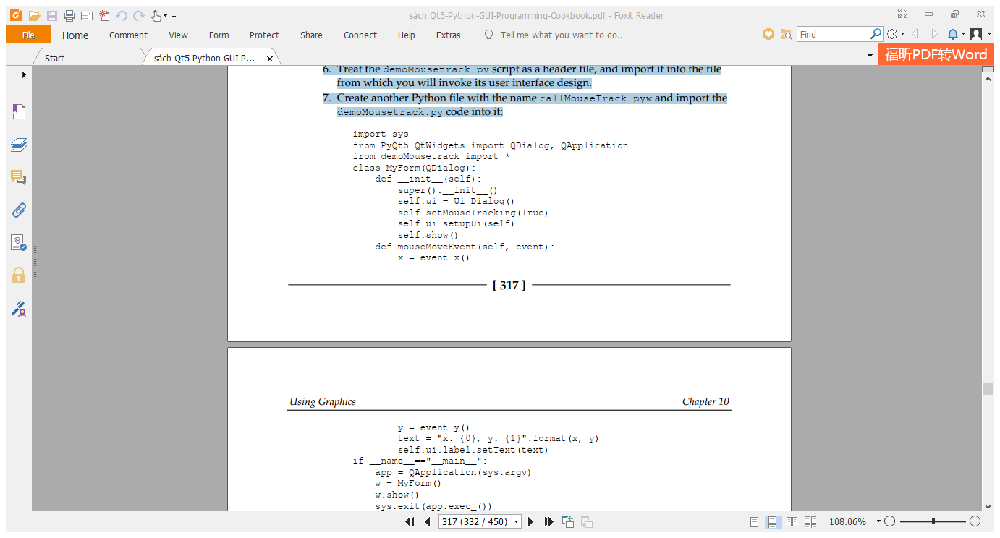 sách Qt5-Python-GUI-Programming-Cookbook.pdf - Foxit Reader
File Home Comment View Form Protect Share Connect Help Extras Tell me what you want to do.. Find
Start sách Qt5-Python-GUI-P... 福昕PDF转Word
6. Treat the demoMousetrack.py script as a header file, and import it into the file
from which you will invoke its user interface design.
7. Create another Python file with the name callMouseTrack.pyw and import the
demoMousetrack.py code into it:
import sys
from PyQt5.QtWidgets import QDialog, QApplication
from demoMousetrack import *
class MyForm(QDialog):
def __init__(self):
super().__init__()
self.ui = Ui_Dialog()
self.setMouseTracking(True)
self.ui.setupUi(self)
self.show()
def mouseMoveEvent(self, event):
x = event.x()
[ 317 ]
Using Graphics Chapter 10
y = event.y()
text = "x: {0}, y: {1}".format(x, y)
self.ui.label.setText(text)
if __name__=="__main__":
app = QApplication(sys.argv)
w = MyForm()
w.show()
sys.exit(app.exec_())
317 (332 / 450) 108.06%